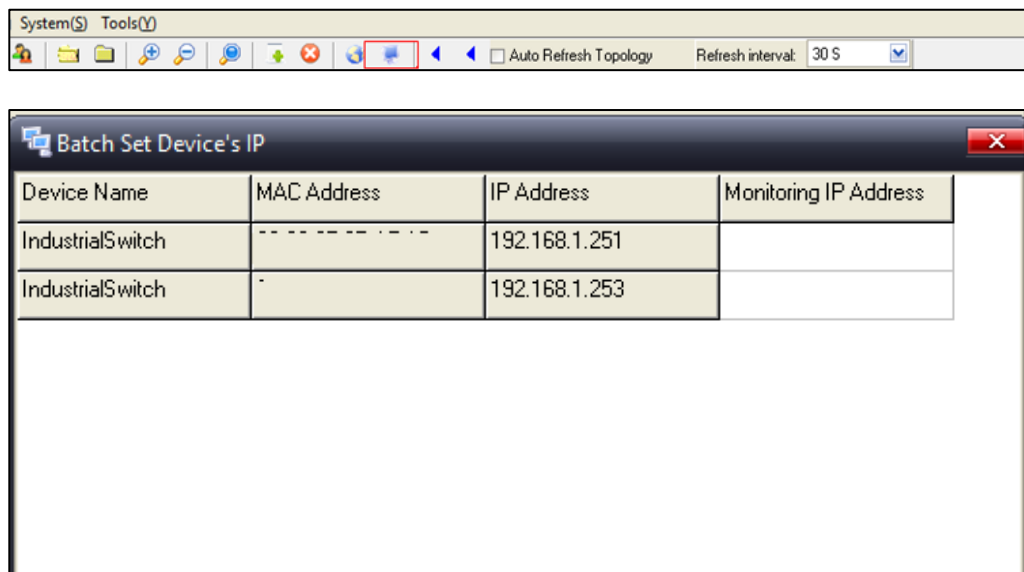 System(S) Tools(Y)
Auto Refresh Topology Refresh interval: 30 S
Batch Set Device's IP
Device Name MAC Address IP Address Monitoring IP Address
IndustrialSwitch 192.168.1.251
IndustrialSwitch 192.168.1.253